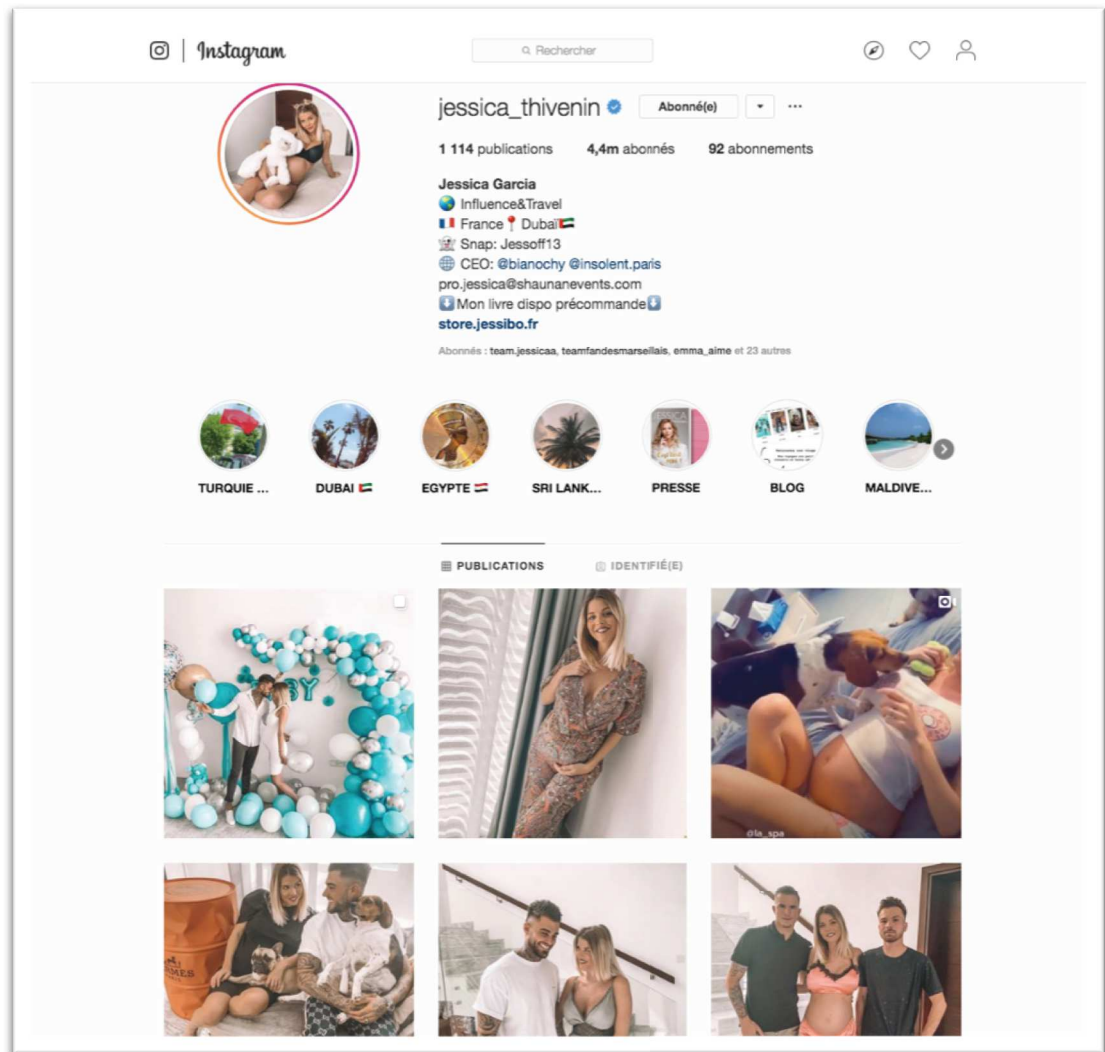 Instagram
Rechercher
jessica_thivenin Abonné(e)
1 114 publications 4,4m abonnés 92 abonnements
Jessica Garcia
🌏 Influence&Travel
🇫🇷 France📍 Dubaï🇦🇪
👻 Snap: Jessoff13
🌐 CEO: @bianochy @insolent.paris
pro.jessica@shaunanevents.com
⬇️Mon livre dispo précommande⬇️
store.jessibo.fr
Abonnés : team.jessicaa, teamfandesmarseillais, emma_aime et 23 autres
TURQUIE ... DUBAI 🇦🇪 EGYPTE 🇪🇬 SRI LANK... PRESSE BLOG MALDIVE...
PUBLICATIONS IDENTIFIÉ(E)
BY
@la_spa